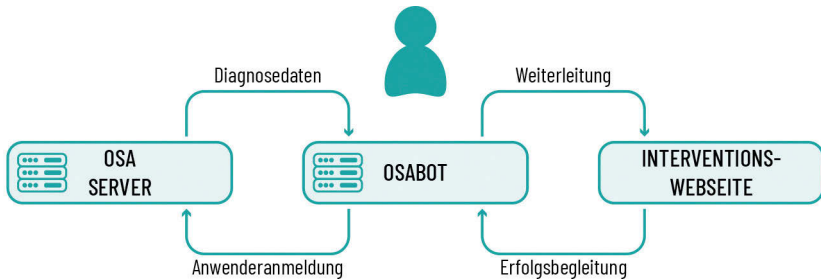 Diagnosedaten
Weiterleitung
OSA
SERVER
OSABOT
INTERVENTIONS-
WEBSEITE
Anwenderanmeldung
Erfolgsbegleitung